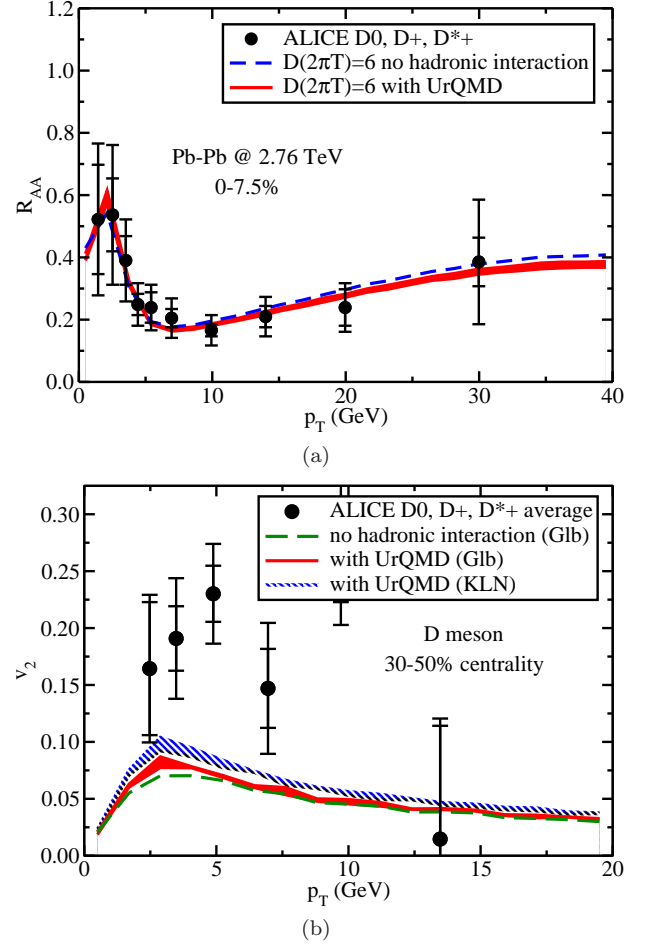 1.2
1.0
0.8
0.6
0.4
0.2
0.0
R_AA
ALICE D0, D+, D*+
D(2πT)=6 no hadronic interaction
D(2πT)=6 with UrQMD
Pb-Pb @ 2.76 TeV
0-7.5%
0 10 20 30 40
p_T (GeV)
(a)
0.30
0.25
0.20
0.15
0.10
0.05
0.00
v_2
ALICE D0, D+, D*+ average
no hadronic interaction (Glb)
with UrQMD (Glb)
with UrQMD (KLN)
D meson
30-50% centrality
0 5 10 15 20
p_T (GeV)
(b)